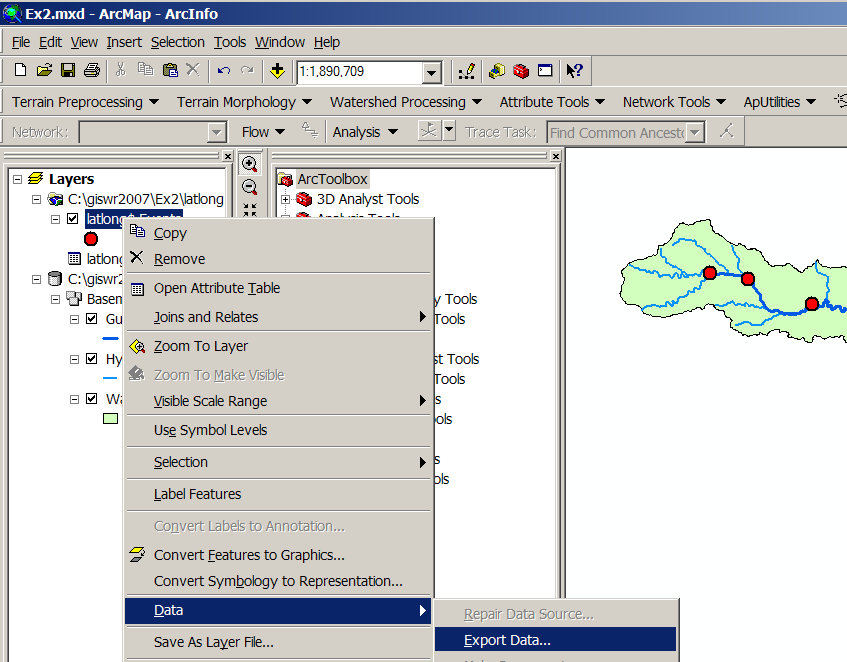 Ex2.mxd - ArcMap - ArcInfo
File Edit View Insert Selection Tools Window Help
1:1,890,709
Terrain Preprocessing Terrain Morphology Watershed Processing Attribute Tools Network Tools ApUtilities
Network: Flow Analysis Trace Task: Find Common Ancest
Layers
C:\giswr2007\Ex2\latlong
latlong$ Events
latlong
C:\giswr2
Basem
Gu
Hy
Wa
ArcToolbox
3D Analyst Tools
Analysis Tools
y Tools
Tools
st Tools
Tools
s
ols
s
ols
Copy
Remove
Open Attribute Table
Joins and Relates
Zoom To Layer
Zoom To Make Visible
Visible Scale Range
Use Symbol Levels
Selection
Label Features
Convert Labels to Annotation...
Convert Features to Graphics...
Convert Symbology to Representation...
Data
Save As Layer File...
Repair Data Source...
Export Data...